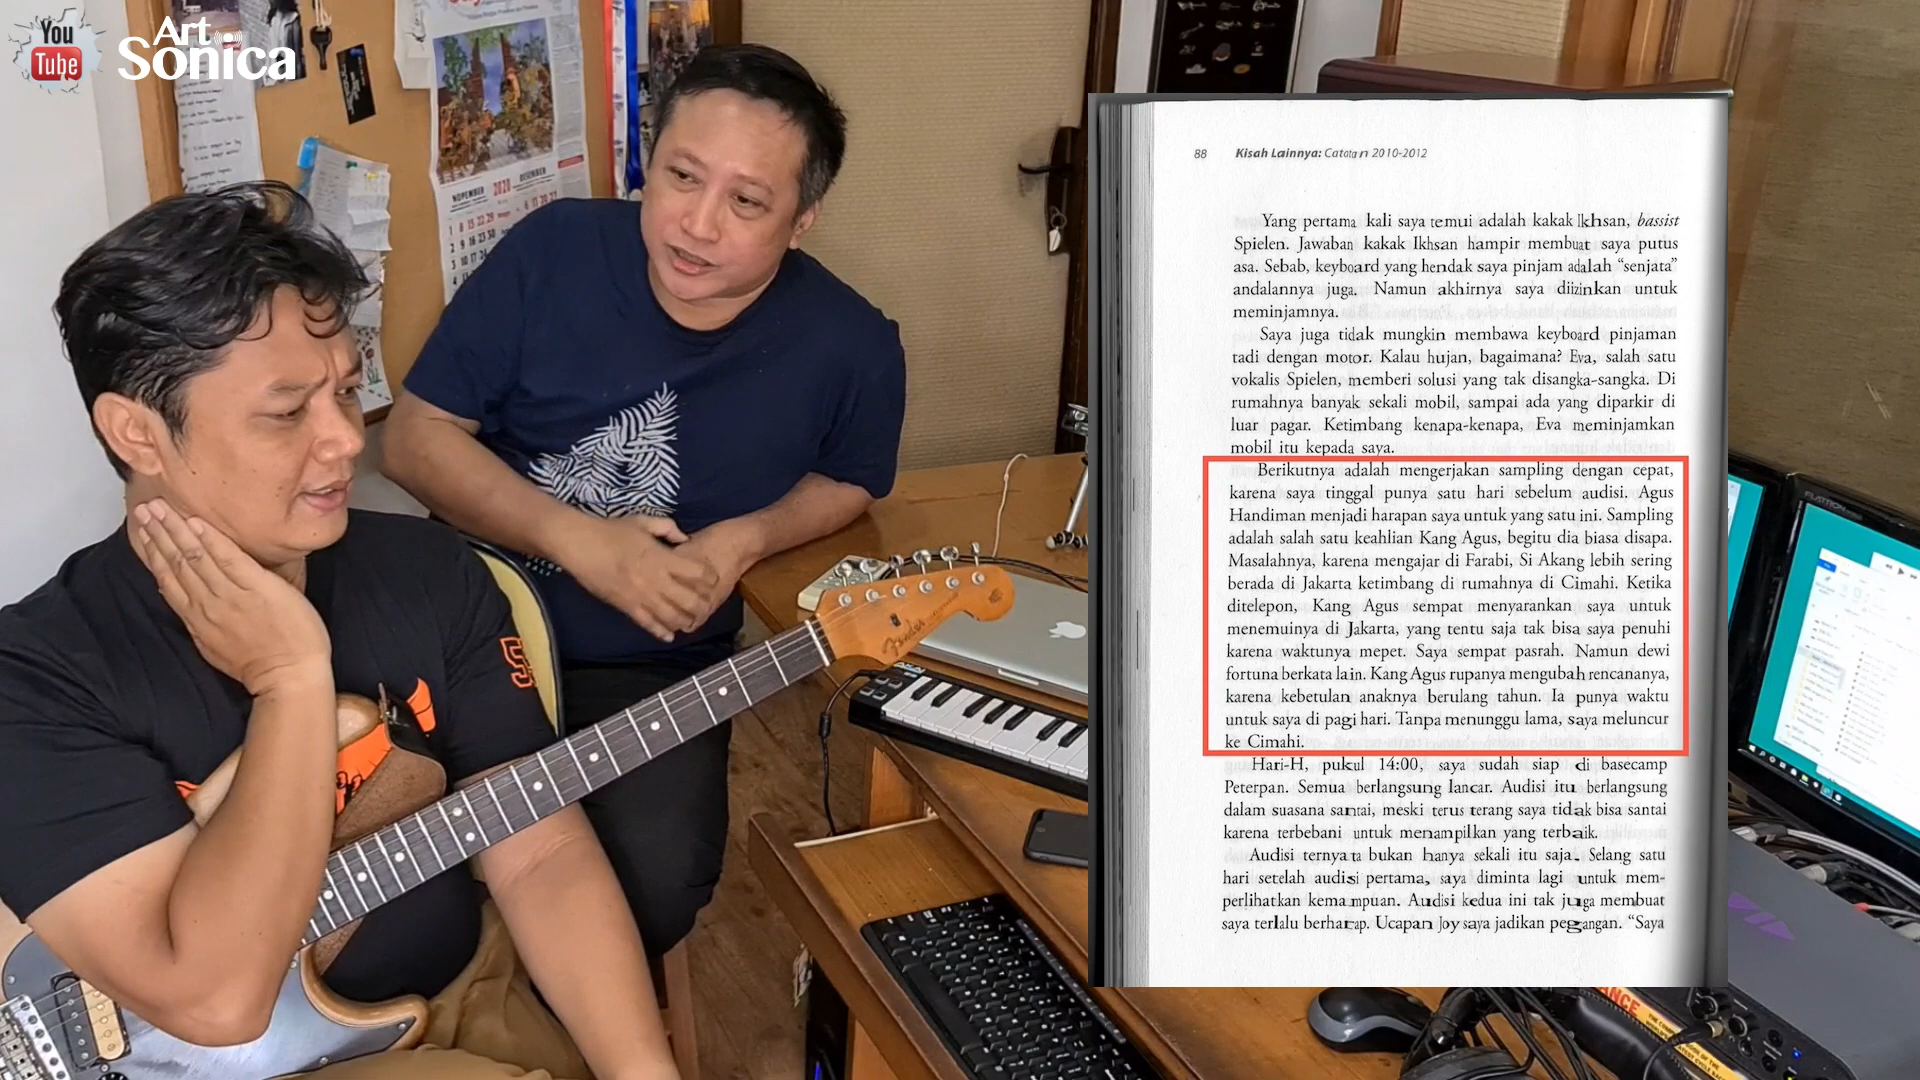 You
Tube
Art
Sonica
NOVEMBER
2020
DESEMBER
Fender
FLATRON
88 Kisah Lainnya: Catatan 2010-2012
Yang pertama kali saya temui adalah kakak Ikhsan, bassist
Spielen. Jawaban kakak Ikhsan hampir membuat saya putus
asa. Sebab, keyboard yang hendak saya pinjam adalah “senjata”
andalannya juga. Namun akhirnya saya diizinkan untuk
meminjamnya.
Saya juga tidak mungkin membawa keyboard pinjaman
tadi dengan motor. Kalau hujan, bagaimana? Eva, salah satu
vokalis Spielen, memberi solusi yang tak disangka-sangka. Di
rumahnya banyak sekali mobil, sampai ada yang diparkir di
luar pagar. Ketimbang kenapa-kenapa, Eva meminjamkan
mobil itu kepada saya.
Berikutnya adalah mengerjakan sampling dengan cepat,
karena saya tinggal punya satu hari sebelum audisi. Agus
Handiman menjadi harapan saya untuk yang satu ini. Sampling
adalah salah satu keahlian Kang Agus, begitu dia biasa disapa.
Masalahnya, karena mengajar di Farabi, Si Akang lebih sering
berada di Jakarta ketimbang di rumahnya di Cimahi. Ketika
ditelepon, Kang Agus sempat menyarankan saya untuk
menemuinya di Jakarta, yang tentu saja tak bisa saya penuhi
karena waktunya mepet. Saya sempat pasrah. Namun dewi
fortuna berkata lain. Kang Agus rupanya mengubah rencananya,
karena kebetulan anaknya berulang tahun. Ia punya waktu
untuk saya di pagi hari. Tanpa menunggu lama, saya meluncur
ke Cimahi.
Hari-H, pukul 14:00, saya sudah siap di basecamp
Peterpan. Semua berlangsung lancar. Audisi itu berlangsung
dalam suasana santai, meski terus terang saya tidak bisa santai
karena terbebani untuk menampilkan yang terbaik.
Audisi ternyata bukan hanya sekali itu saja. Selang satu
hari setelah audisi pertama, saya diminta lagi untuk mem-
perlihatkan kemampuan. Audisi kedua ini tak juga membuat
saya terlalu berharap. Ucapan Joy saya jadikan pegangan. “Saya